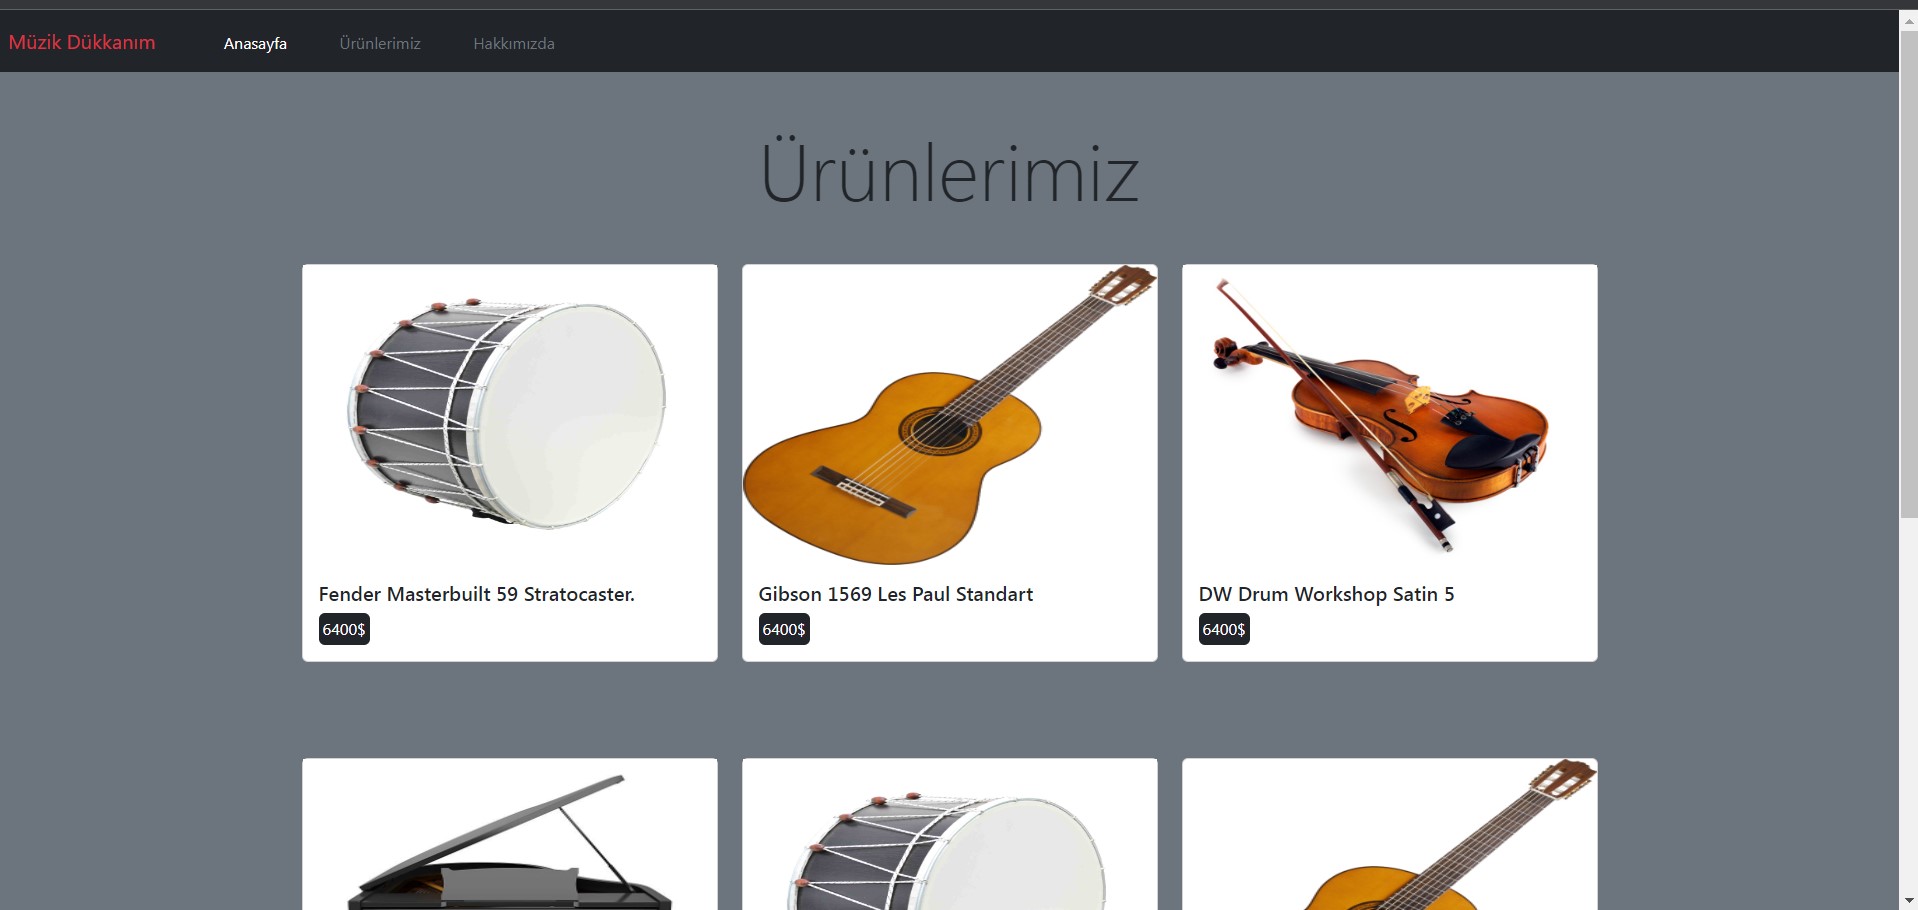 Müzik Dükkanım
Anasayfa
Ürünlerimiz
Hakkımızda
Ürünlerimiz
Fender Masterbuilt 59 Stratocaster.
6400$
Gibson 1569 Les Paul Standart
6400$
DW Drum Workshop Satin 5
6400$